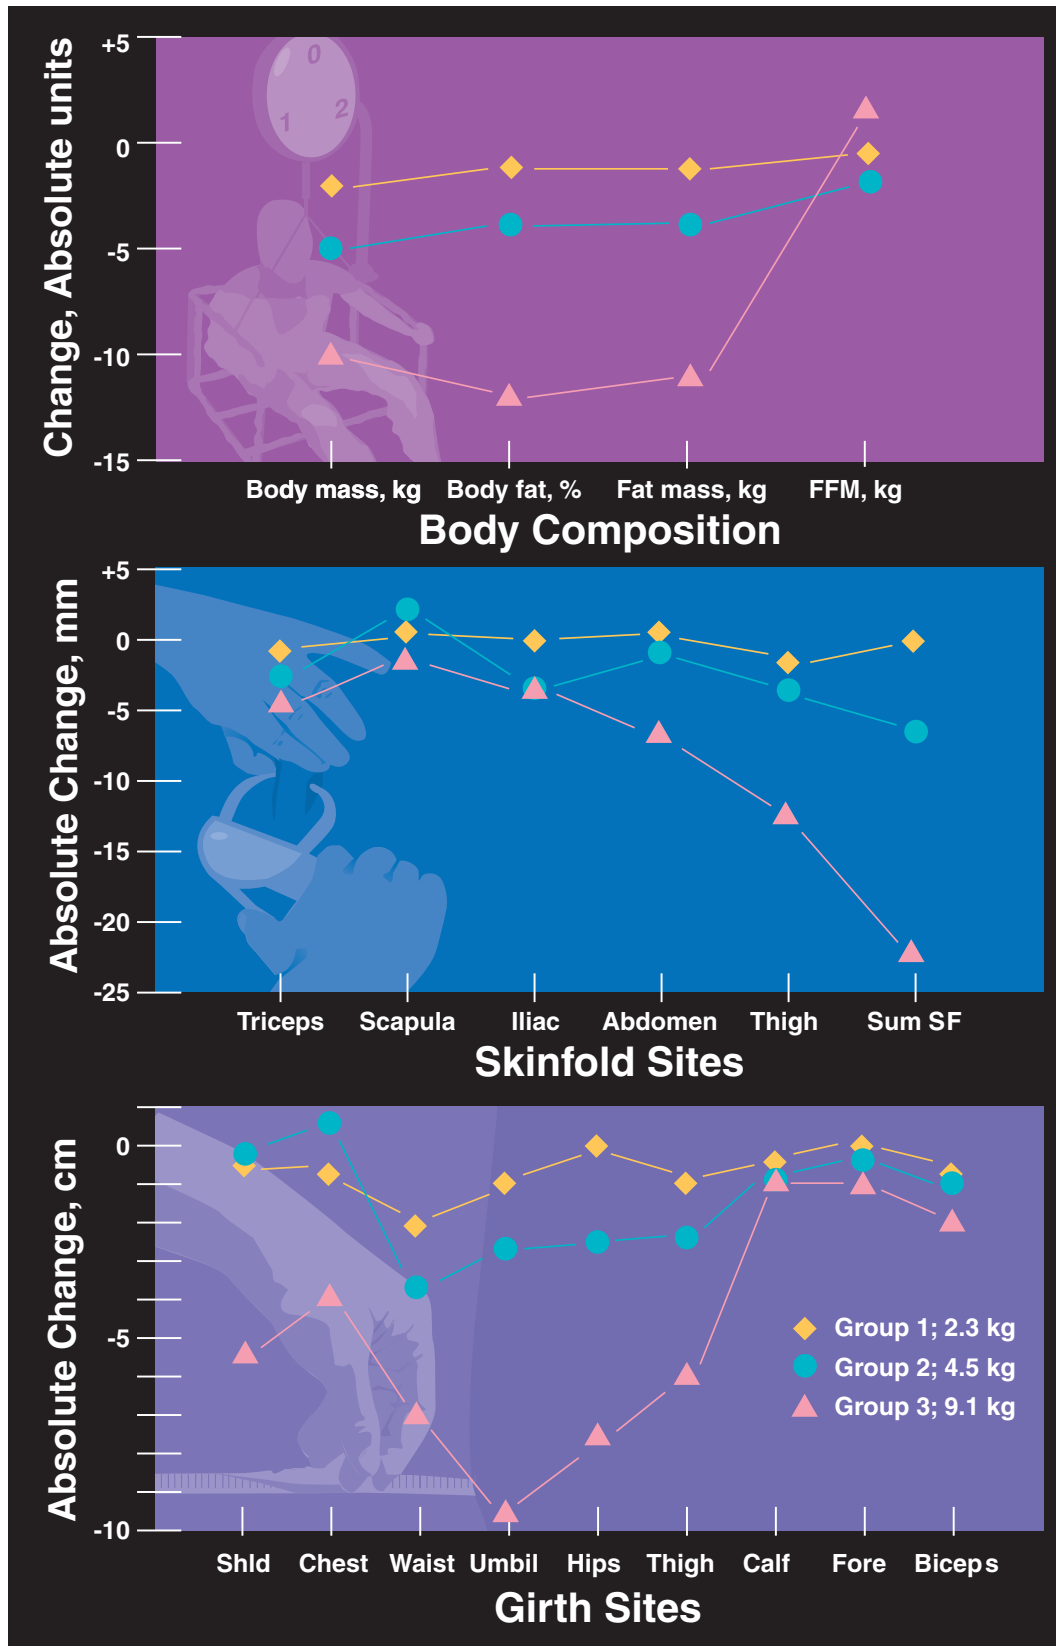 Change, Absolute units
+5
0
-5
-10
-15
0
1
2
Body mass, kg
Body fat, %
Fat mass, kg
FFM, kg
Body Composition
Absolute Change, mm
+5
0
-5
-10
-15
-20
-25
Triceps
Scapula
Iliac
Abdomen
Thigh
Sum SF
Skinfold Sites
Absolute Change, cm
0
-5
-10
Group 1; 2.3 kg
Group 2; 4.5 kg
Group 3; 9.1 kg
Shld
Chest
Waist
Umbil
Hips
Thigh
Calf
Fore
Biceps
Girth Sites